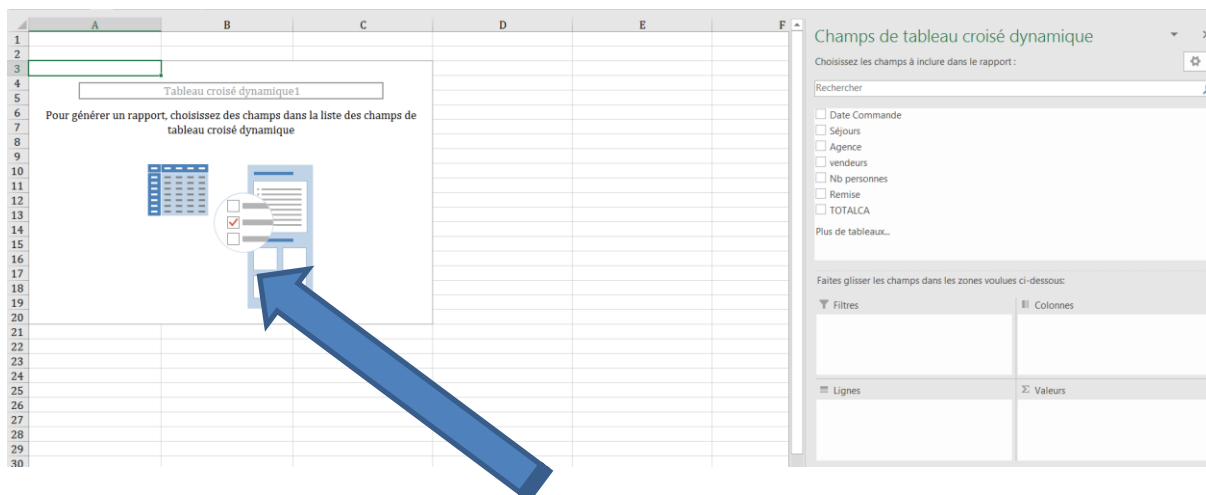 A B C D E F
1
2
3
4
5
6
7
8
9
10
11
12
13
14
15
16
17
18
19
20
21
22
23
24
25
26
27
28
29
30
Tableau croisé dynamique1
Pour générer un rapport, choisissez des champs dans la liste des champs de
tableau croisé dynamique
Champs de tableau croisé dynamique
Choisissez les champs à inclure dans le rapport :
Rechercher
Date Commande
Séjours
Agence
vendeurs
Nb personnes
Remise
TOTALCA
Plus de tableaux...
Faites glisser les champs dans les zones voulues ci-dessous:
Filtres
Colonnes
Lignes
Σ Valeurs